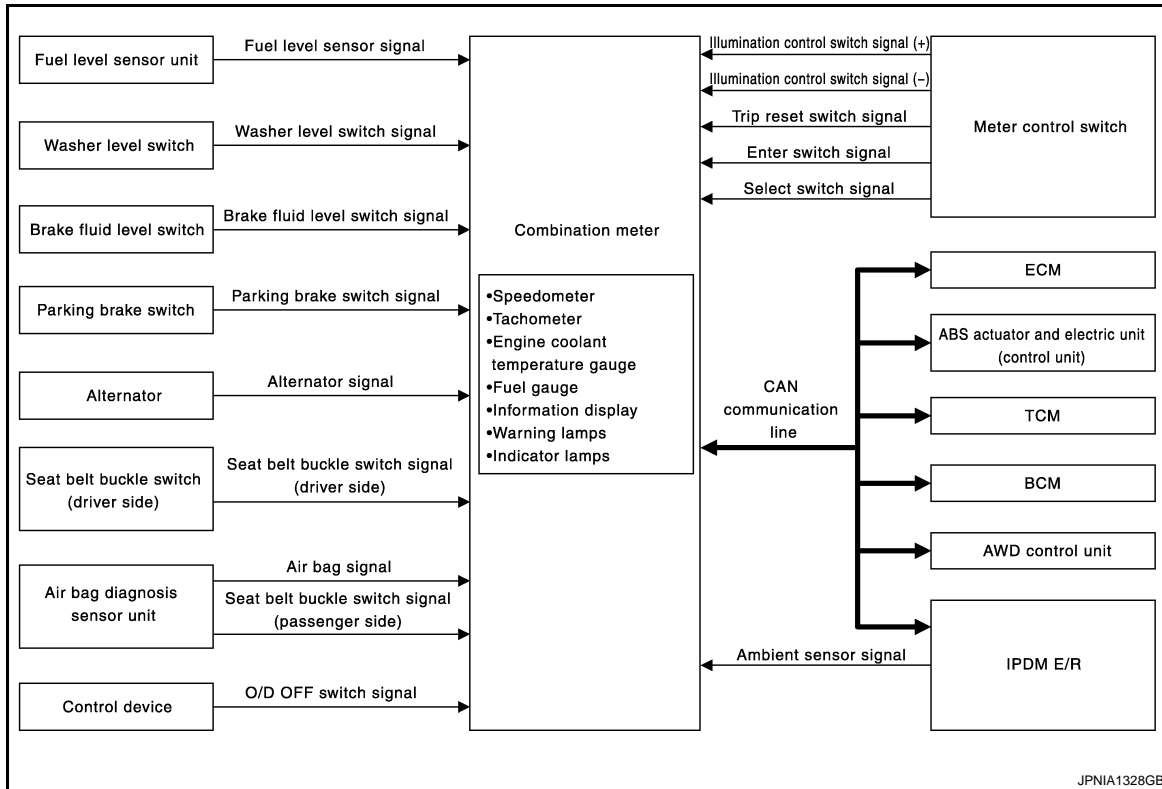 Fuel level sensor unit
Fuel level sensor signal
Washer level switch
Washer level switch signal
Brake fluid level switch
Brake fluid level switch signal
Parking brake switch
Parking brake switch signal
Alternator
Alternator signal
Seat belt buckle switch
(driver side)
Seat belt buckle switch signal
(driver side)
Air bag diagnosis
sensor unit
Air bag signal
Seat belt buckle switch signal
(passenger side)
Control device
O/D OFF switch signal
Combination meter
•Speedometer
•Tachometer
•Engine coolant
temperature gauge
•Fuel gauge
•Information display
•Warning lamps
•Indicator lamps
Illumination control switch signal (+)
Illumination control switch signal (−)
Trip reset switch signal
Enter switch signal
Select switch signal
Meter control switch
CAN
communication
line
ECM
ABS actuator and electric unit
(control unit)
TCM
BCM
AWD control unit
Ambient sensor signal
IPDM E/R
JPNIA1328GB